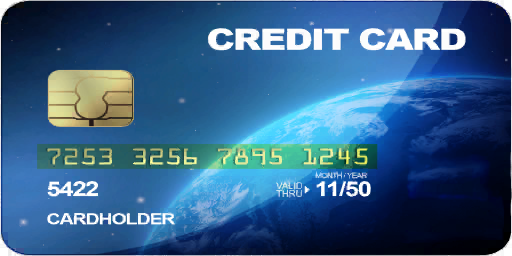 CREDIT CARD
7253 3256 7895 1245
5422
MONTH/YEAR
VALID THRU 11/50
CARDHOLDER